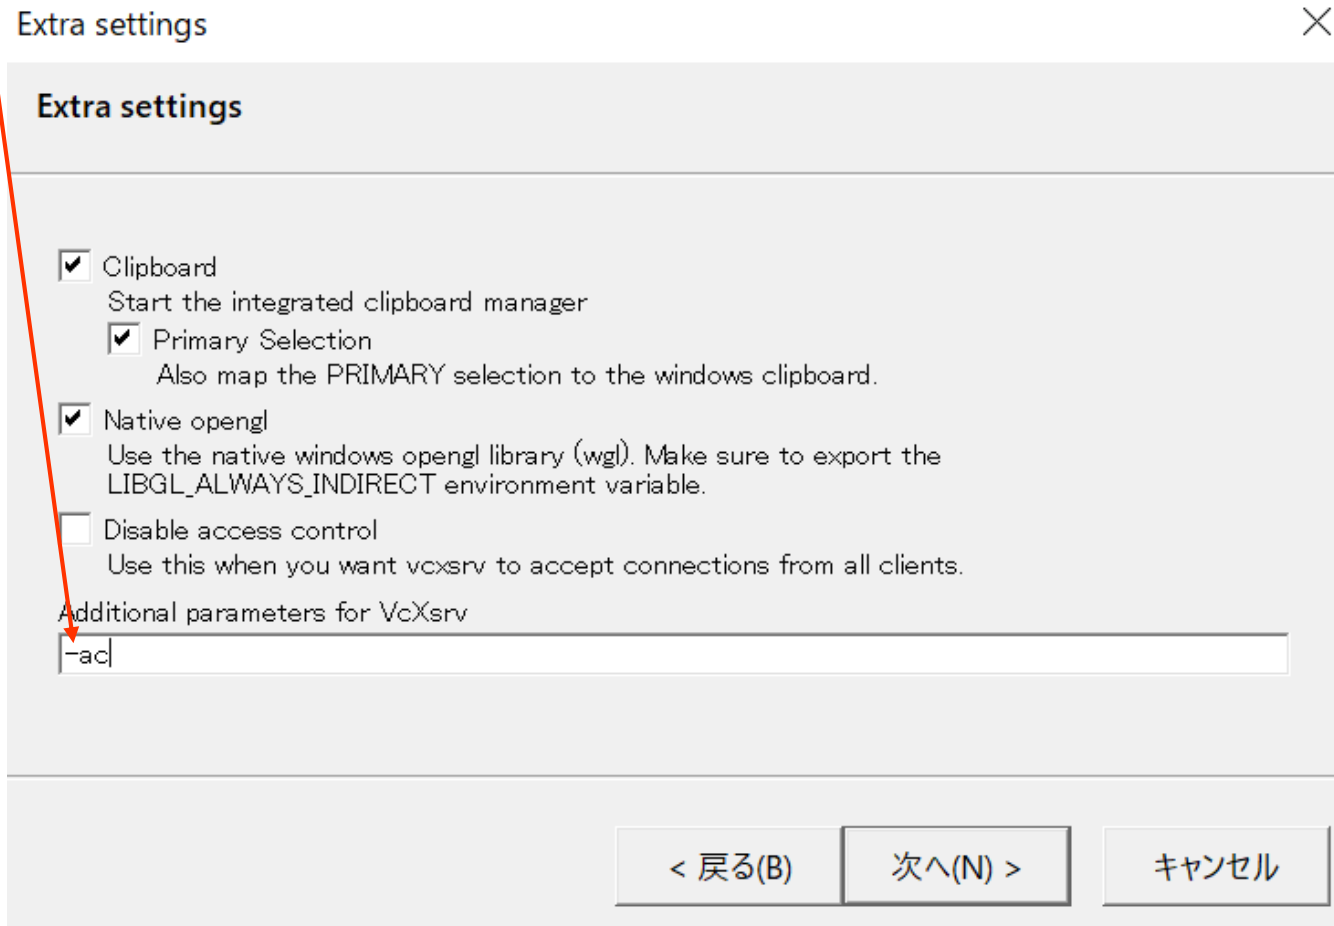 Extra settings
Extra settings
Clipboard
Start the integrated clipboard manager
Primary Selection
Also map the PRIMARY selection to the windows clipboard.
Native opengl
Use the native windows opengl library (wgl). Make sure to export the
LIBGL_ALWAYS_INDIRECT environment variable.
Disable access control
Use this when you want vcxsrv to accept connections from all clients.
Additional parameters for VcXsrv
-ac
< 戻る(B) 次へ(N) > キャンセル